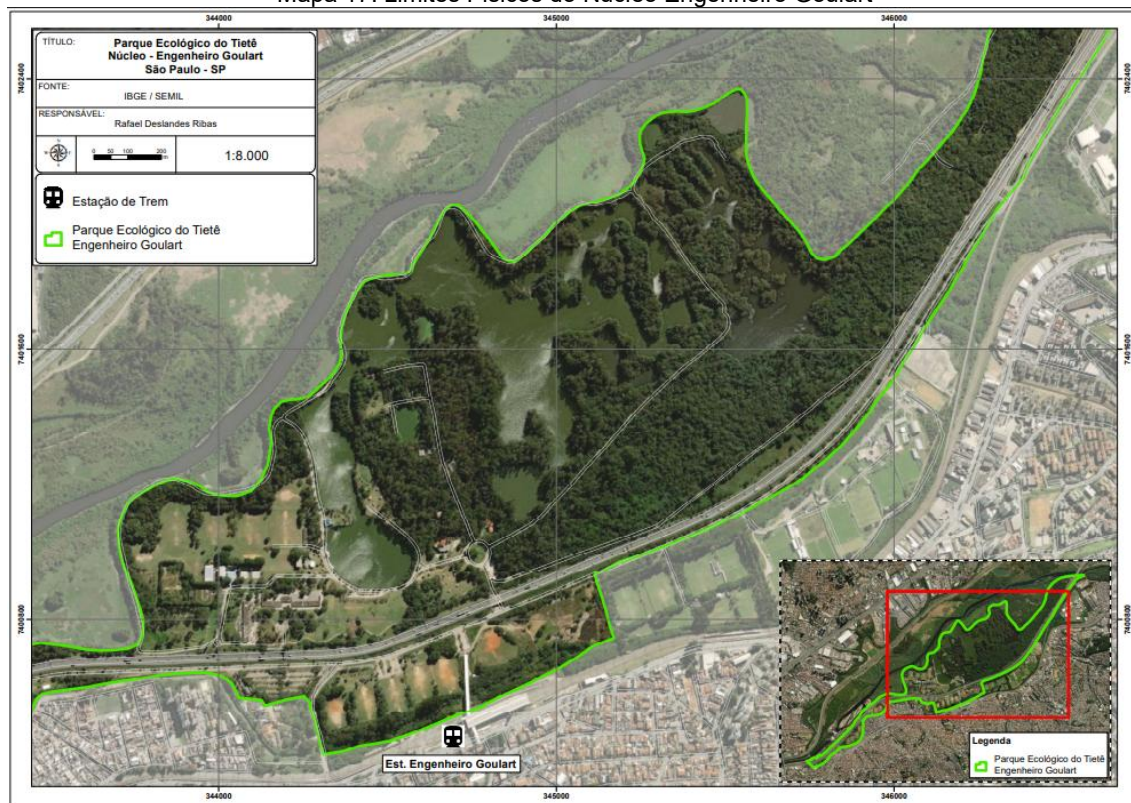 Mapa 1. Limites Físicos do Núcleo Engenheiro Goulart
344000
345000
346000
TÍTULO:
Parque Ecológico do Tietê
Núcleo - Engenheiro Goulart
São Paulo - SP
FONTE:
IBGE / SEMIL
RESPONSÁVEL:
Rafael Deslandes Ribas
0 50 100 200
1:8.000
Estação de Trem
Parque Ecológico do Tietê
Engenheiro Goulart
7402400
7402400
7401600
7401600
7400800
7400800
Est. Engenheiro Goulart
Legenda
Parque Ecológico do Tietê
Engenheiro Goulart
344000
345000
346000